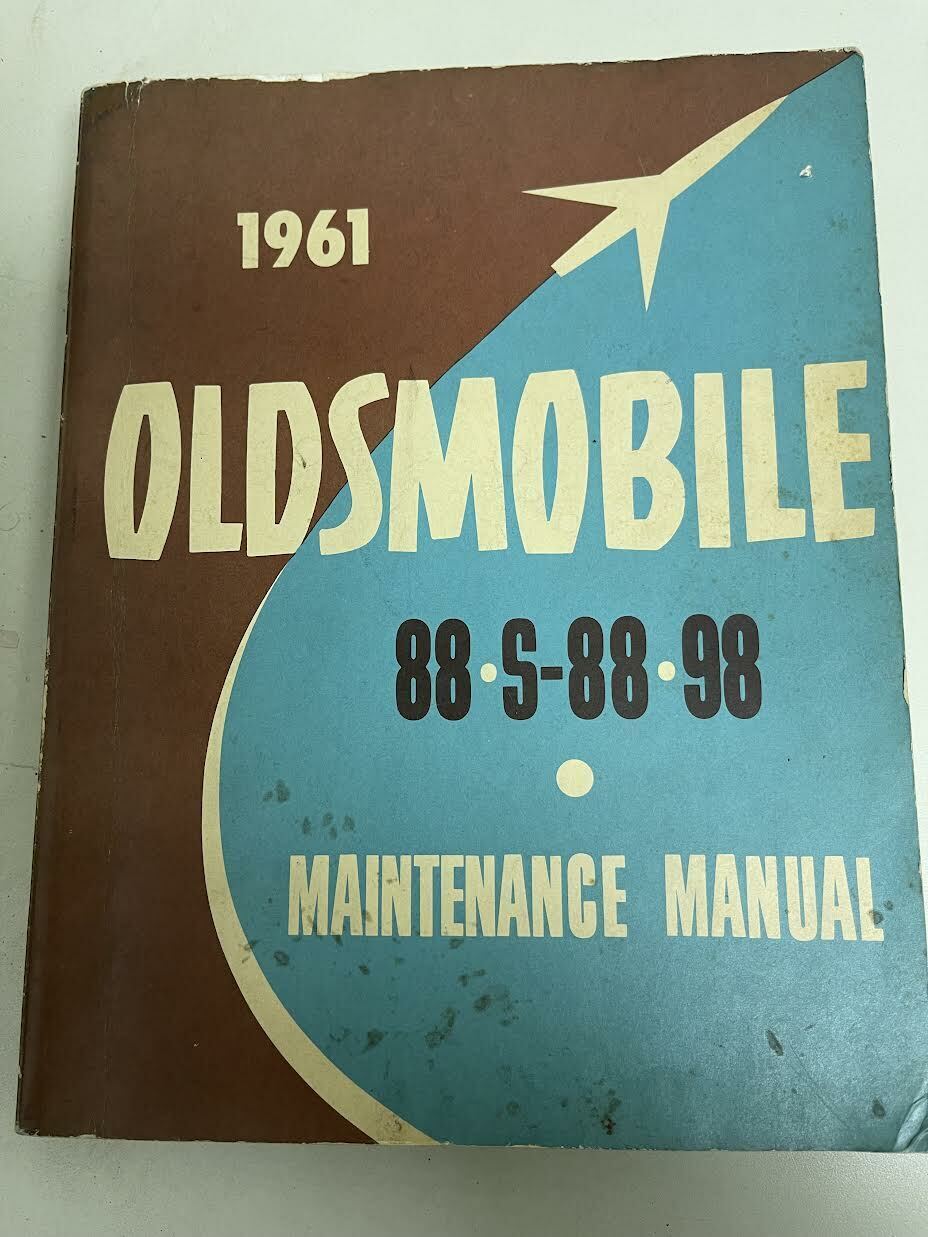 1961
OLDSMOBILE
88•S-88•98
MAINTENANCE MANUAL